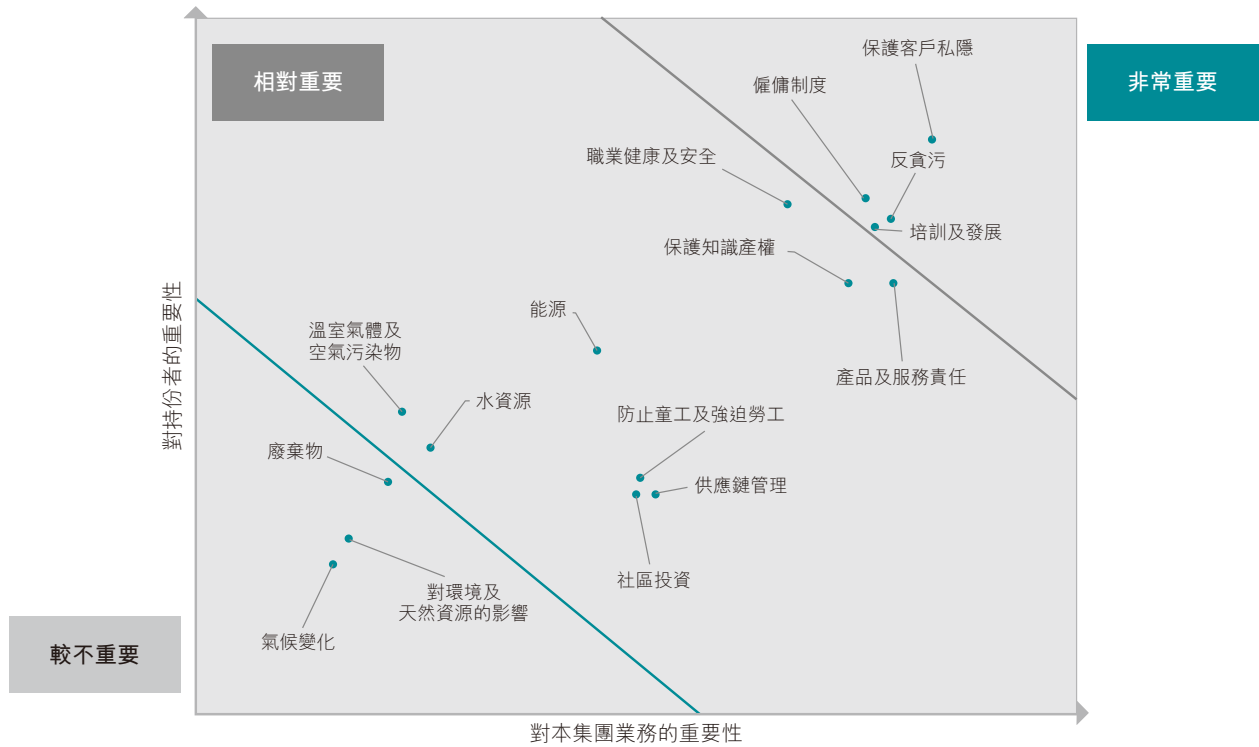 保護客戶私隱
相對重要
非常重要
僱傭制度
職業健康及安全
反貪污
培訓及發展
保護知識產權
對持份者的重要性
能源
溫室氣體及
空氣污染物
產品及服務責任
水資源
防止童工及強迫勞工
廢棄物
供應鏈管理
社區投資
對環境及
天然資源的影響
氣候變化
較不重要
對本集團業務的重要性